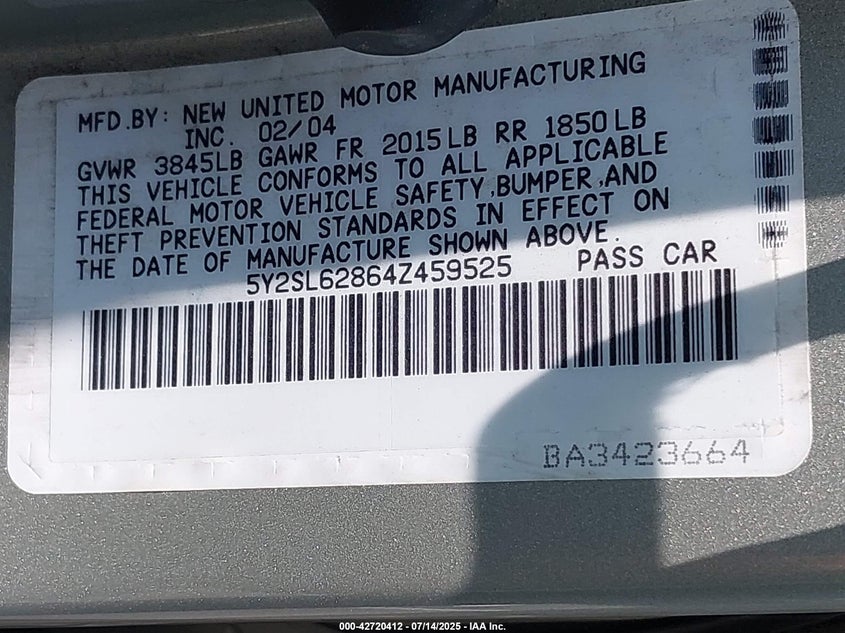 MFD.BY: NEW UNITED MOTOR MANUFACTURING
INC. 02/04
GVWR 3845LB GAWR FR 2015LB RR 1850LB
THIS VEHICLE CONFORMS TO ALL APPLICABLE
FEDERAL MOTOR VEHICLE SAFETY,BUMPER,AND
THEFT PREVENTION STANDARDS IN EFFECT ON
THE DATE OF MANUFACTURE SHOWN ABOVE.
5Y2SL62864Z459525 PASS CAR
BA3423664
000-42720412 - 07/14/2025 - IAA Inc.